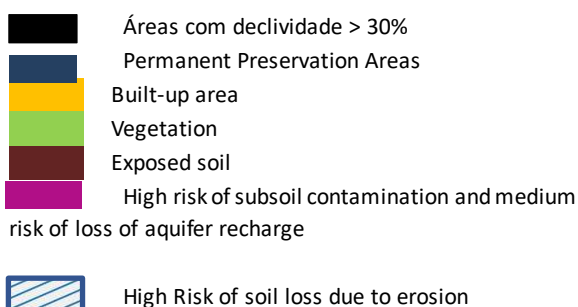 Áreas com declividade > 30%
Permanent Preservation Areas
Built-up area
Vegetation
Exposed soil
High risk of subsoil contamination and medium
risk of loss of aquifer recharge
High Risk of soil loss due to erosion